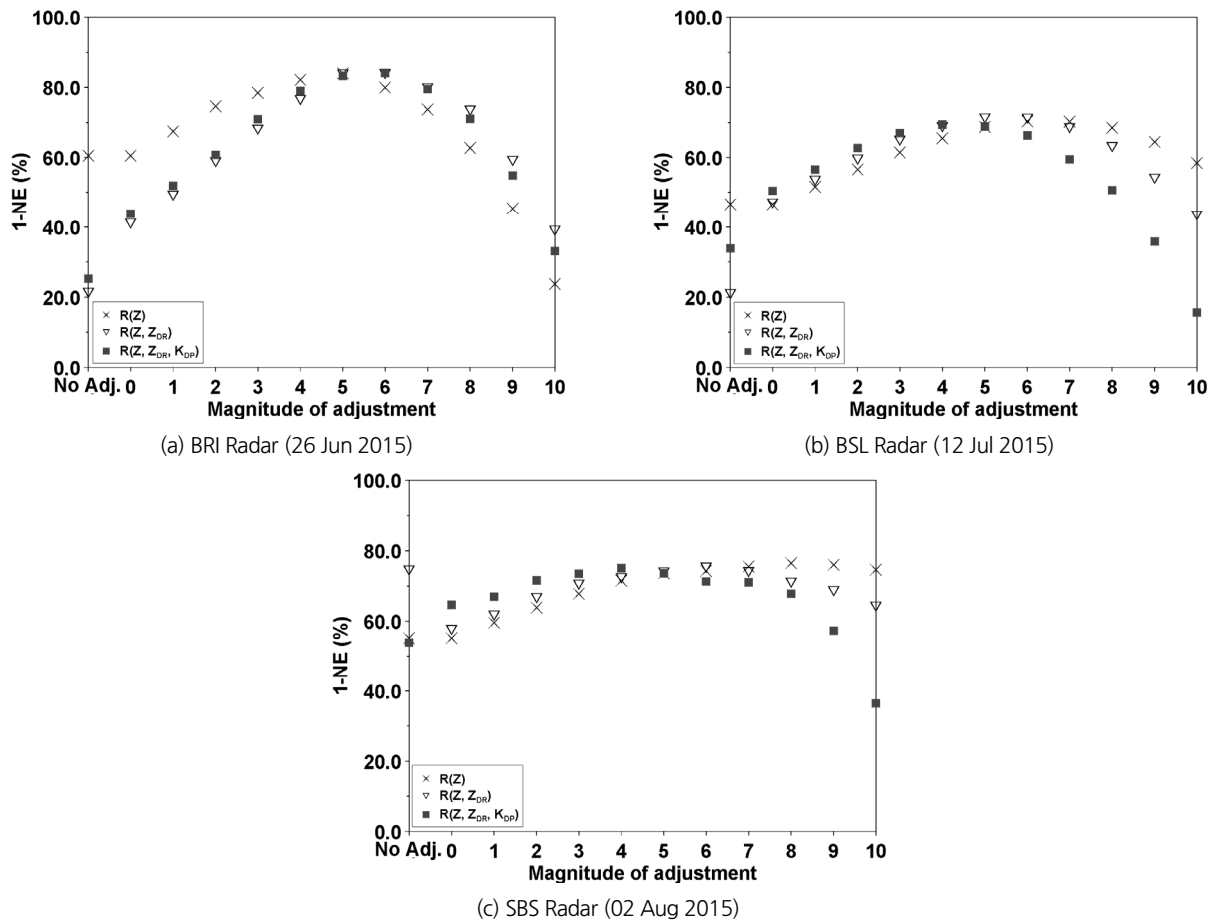 100.0
80.0
60.0
40.0
20.0
0.0
1-NE (%)
R(Z)
R(Z, ZDR)
R(Z, ZDR, KDP)
No Adj. 0 1 2 3 4 5 6 7 8 9 10
Magnitude of adjustment
(a) BRI Radar (26 Jun 2015)
100.0
80.0
60.0
40.0
20.0
0.0
1-NE (%)
R(Z)
R(Z, ZDR)
R(Z, ZDR, KDP)
No Adj. 0 1 2 3 4 5 6 7 8 9 10
Magnitude of adjustment
(b) BSL Radar (12 Jul 2015)
100.0
80.0
60.0
40.0
20.0
0.0
1-NE (%)
R(Z)
R(Z, ZDR)
R(Z, ZDR, KDP)
No Adj. 0 1 2 3 4 5 6 7 8 9 10
Magnitude of adjustment
(c) SBS Radar (02 Aug 2015)